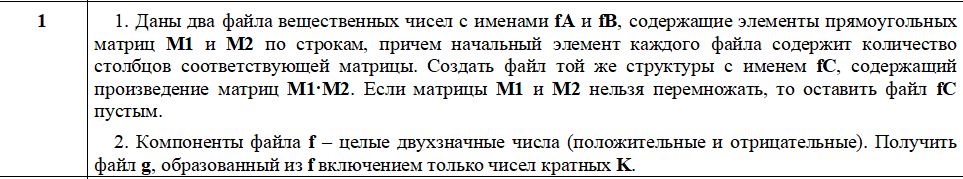 1
1. Даны два файла вещественных чисел с именами fA и fB, содержащие элементы прямоугольных
матриц M1 и M2 по строкам, причем начальный элемент каждого файла содержит количество
столбцов соответствующей матрицы. Создать файл той же структуры с именем fC, содержащий
произведение матриц M1·M2. Если матрицы M1 и M2 нельзя перемножать, то оставить файл fC
пустым.
2. Компоненты файла f – целые двухзначные числа (положительные и отрицательные). Получить
файл g, образованный из f включением только чисел кратных K.